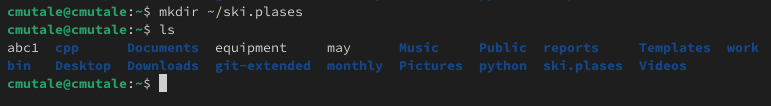 cmutale@cmutale:~$ mkdir ~/ski.plases
cmutale@cmutale:~$ ls
abc1 cpp Documents equipment may Music Public reports Templates work
bin Desktop Downloads git-extended monthly Pictures python ski.plases Videos
cmutale@cmutale:~$